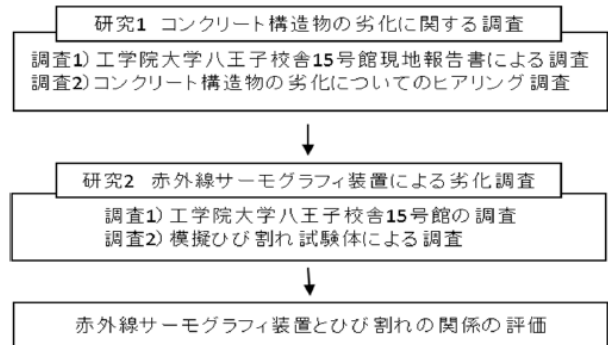 研究1 コンクリート構造物の劣化に関する調査
調査1)工学院大学八王子校舎15号館現地報告書による調査
調査2)コンクリート構造物の劣化についてのヒアリング調査
研究2 赤外線サーモグラフィ装置による劣化調査
調査1)工学院大学八王子校舎15号館の調査
調査2)模擬ひび割れ試験体による調査
赤外線サーモグラフィ装置とひび割れの関係の評価